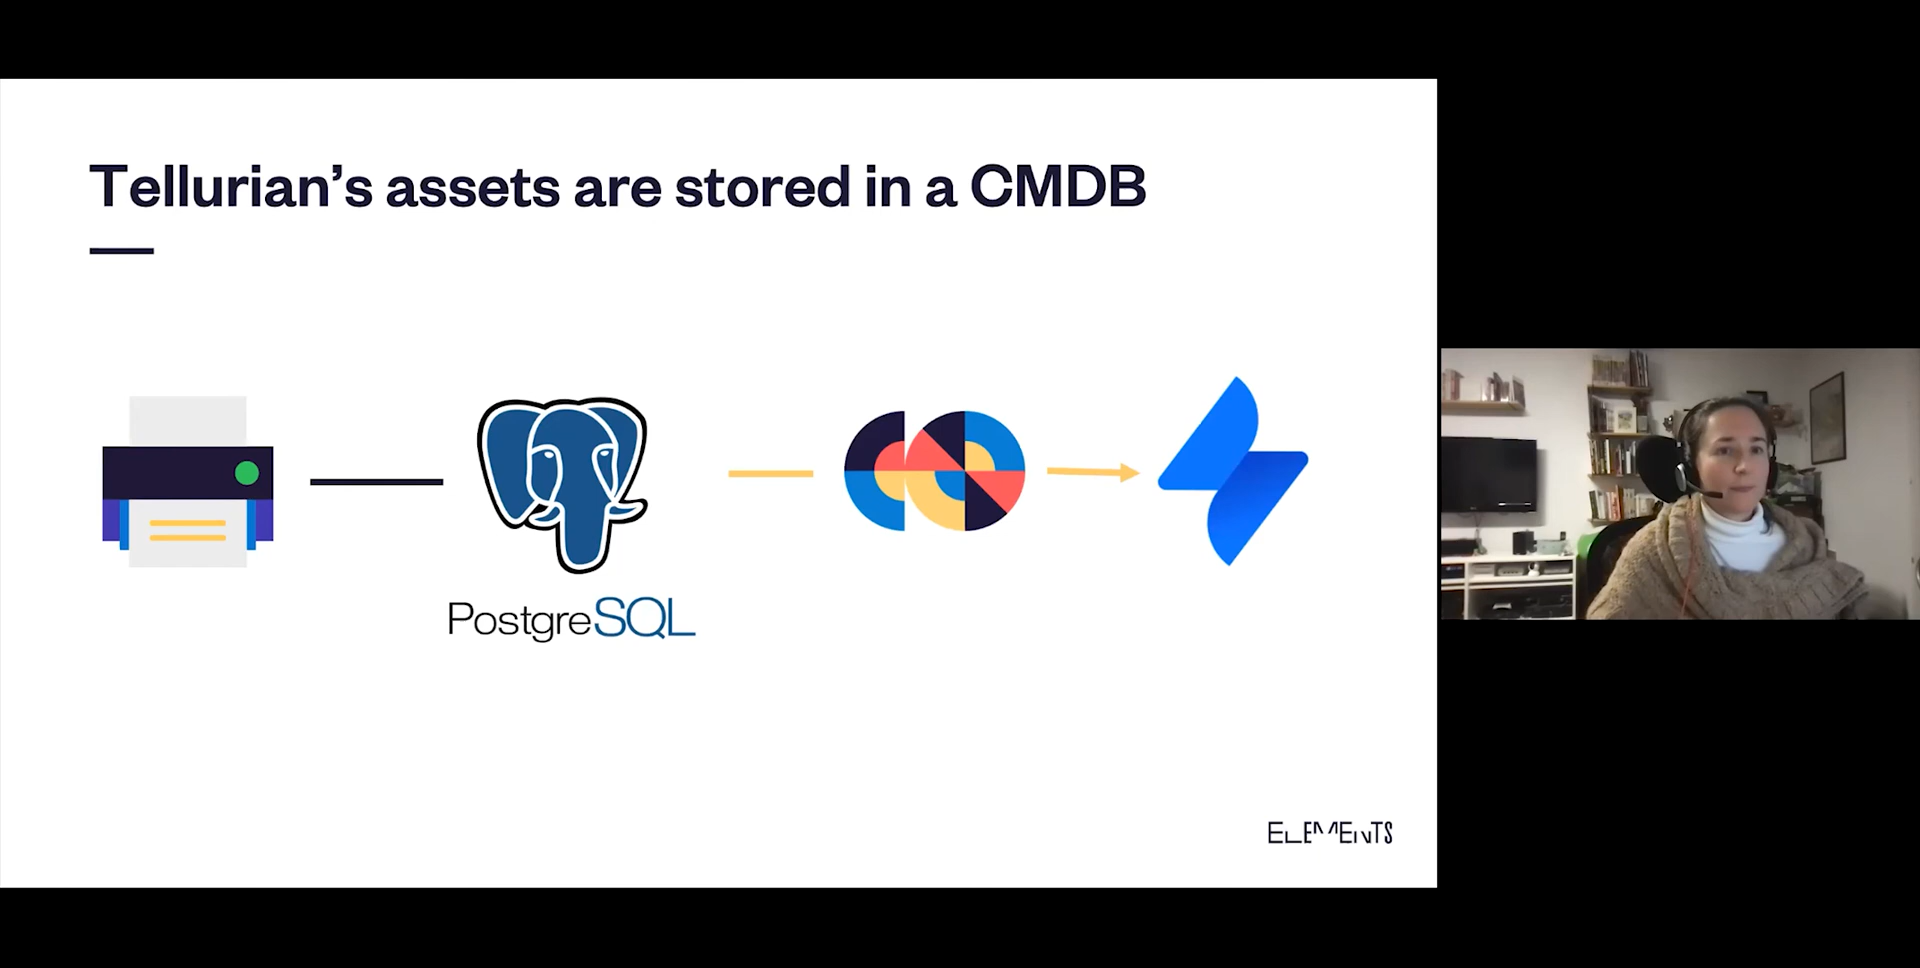 Tellurian’s assets are stored in a CMDB
PostgreSQL
ELEMENTS